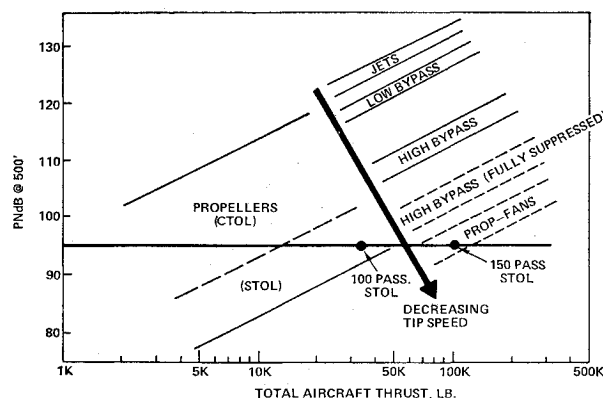 PNdB @ 500'
130
120
110
100
95
90
80
JETS
LOW BYPASS
HIGH BYPASS
HIGH BYPASS (FULLY SUPPRESSED)
PROP-FANS
PROPELLERS
(CTOL)
(STOL)
100 PASS.
STOL
150 PASS
STOL
DECREASING
TIP SPEED
1K
10K
50K
100K
500K
TOTAL AIRCRAFT THRUST, LB.